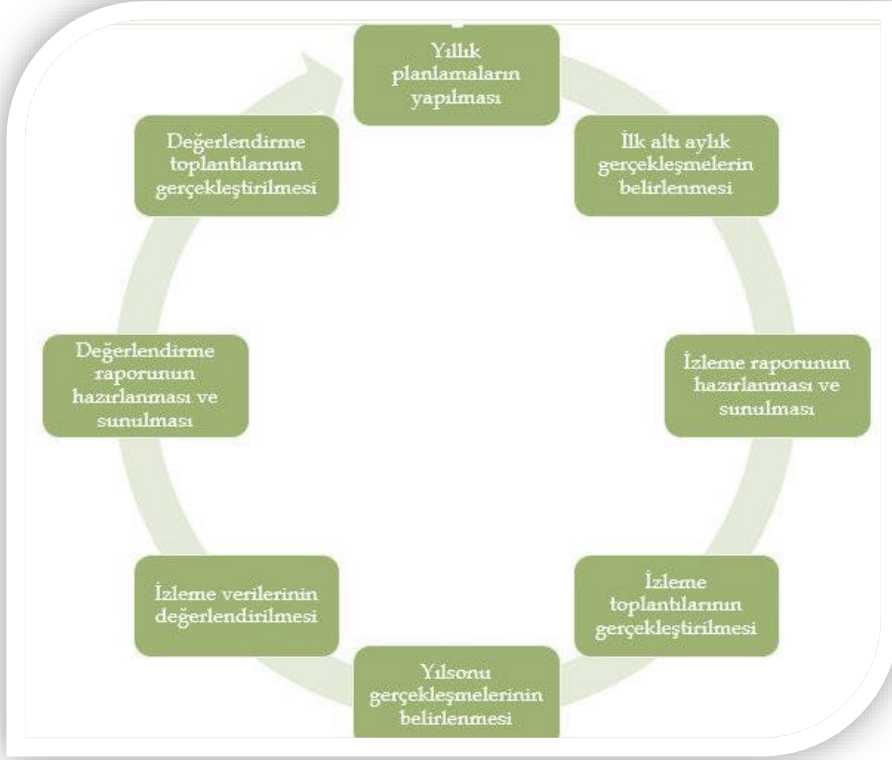 Yıllık
planlamaların
yapılması
İlk altı aylık
gerçekleşmelerin
belirlenmesi
İzleme raporunun
hazırlanması ve
sunulması
İzleme
toplantılarının
gerçekleştirilmesi
Yılsonu
gerçekleşmelerinin
belirlenmesi
İzleme verilerinin
değerlendirilmesi
Değerlendirme
raporunun
hazırlanması ve
sunulması
Değerlendirme
toplantılarının
gerçekleştirilmesi